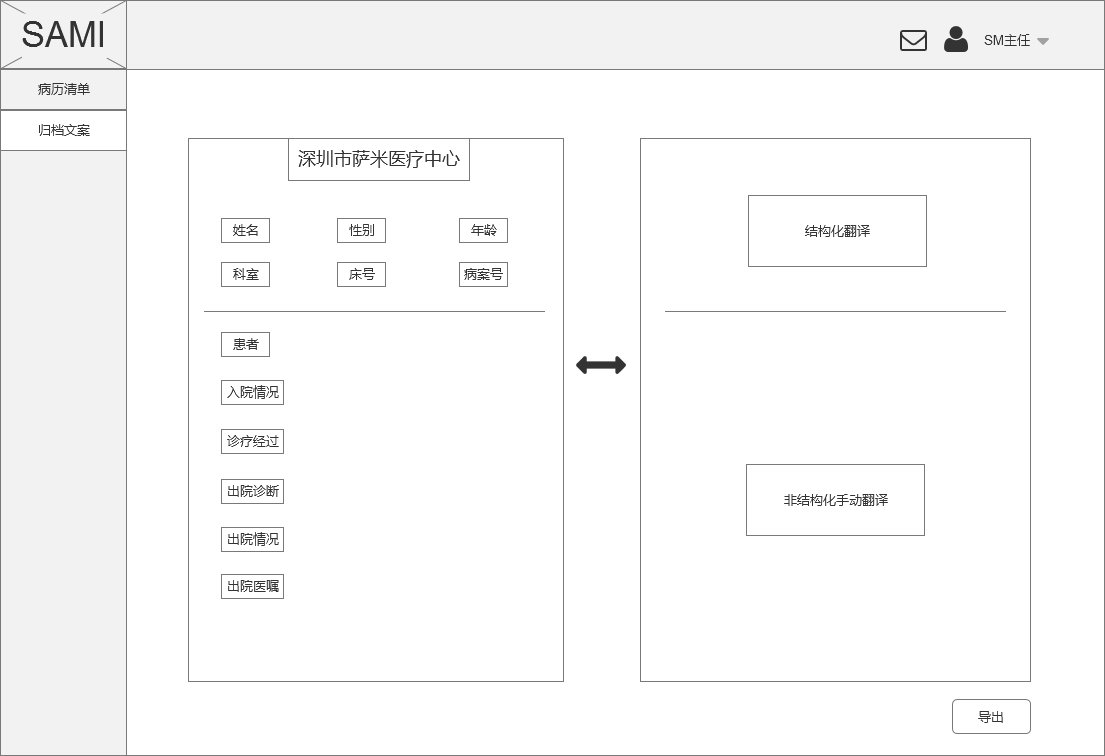 SAMI
SM主任
病历清单
归档文案
深圳市萨米医疗中心
姓名 性别 年龄
科室 床号 病案号
患者
入院情况
诊疗经过
出院诊断
出院情况
出院医嘱
结构化翻译
非结构化手动翻译
导出